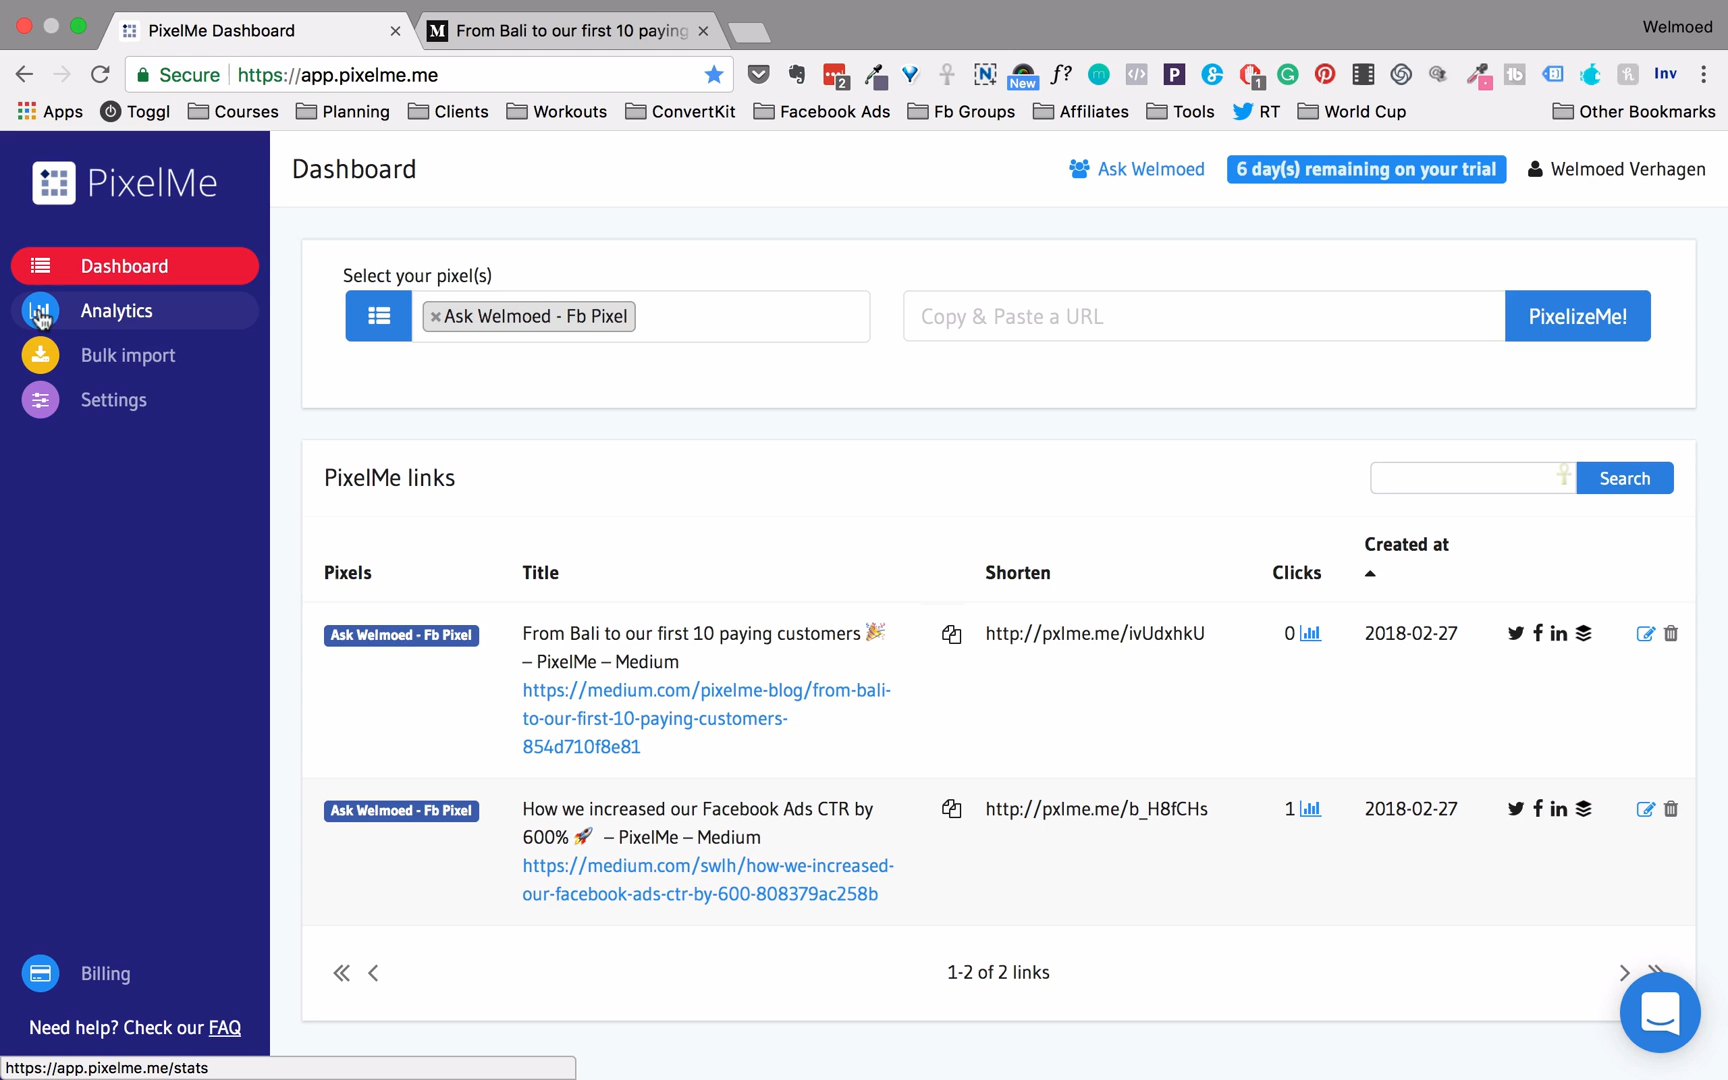 PixelMe Dashboard
M From Bali to our first 10 paying
Welmoed
Secure https://app.pixelme.me
2 New f? P 1 tb Inv
Apps Toggl Courses Planning Clients Workouts ConvertKit Facebook Ads Fb Groups Affiliates Tools RT World Cup Other Bookmarks
PixelMe
Dashboard
Analytics
Bulk import
Settings
Billing
Need help? Check our FAQ
https://app.pixelme.me/stats
Dashboard
Ask Welmoed
6 day(s) remaining on your trial
Welmoed Verhagen
Select your pixel(s)
×Ask Welmoed - Fb Pixel
Copy & Paste a URL
PixelizeMe!
PixelMe links
Search
Pixels Title Shorten Clicks Created at
Ask Welmoed - Fb Pixel
From Bali to our first 10 paying customers 🎉
– PixelMe – Medium
https://medium.com/pixelme-blog/from-bali-
to-our-first-10-paying-customers-
854d710f8e81
http://pxlme.me/ivUdxhkU
0
2018-02-27
Ask Welmoed - Fb Pixel
How we increased our Facebook Ads CTR by
600% 🚀 – PixelMe – Medium
https://medium.com/swlh/how-we-increased-
our-facebook-ads-ctr-by-600-808379ac258b
http://pxlme.me/b_H8fCHs
1
2018-02-27
1-2 of 2 links